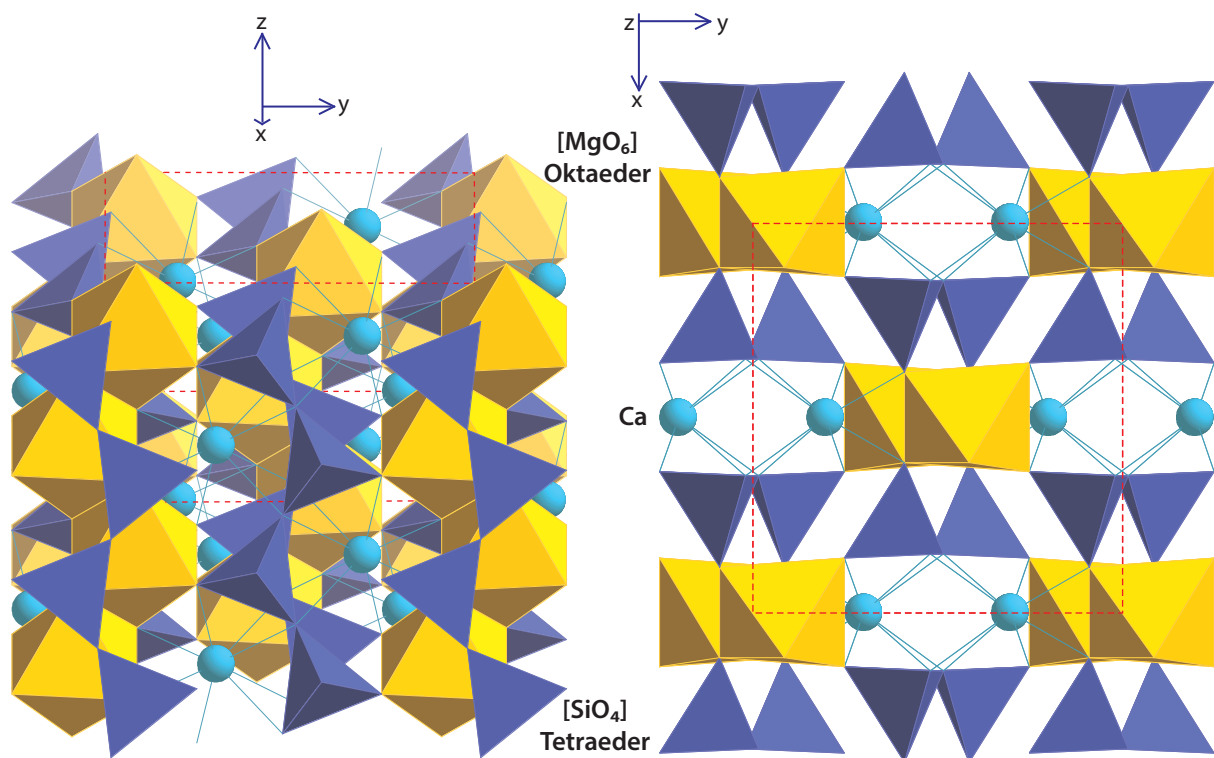 z
y
x
z
y
x
[MgO₆]
Oktaeder
Ca
[SiO₄]
Tetraeder